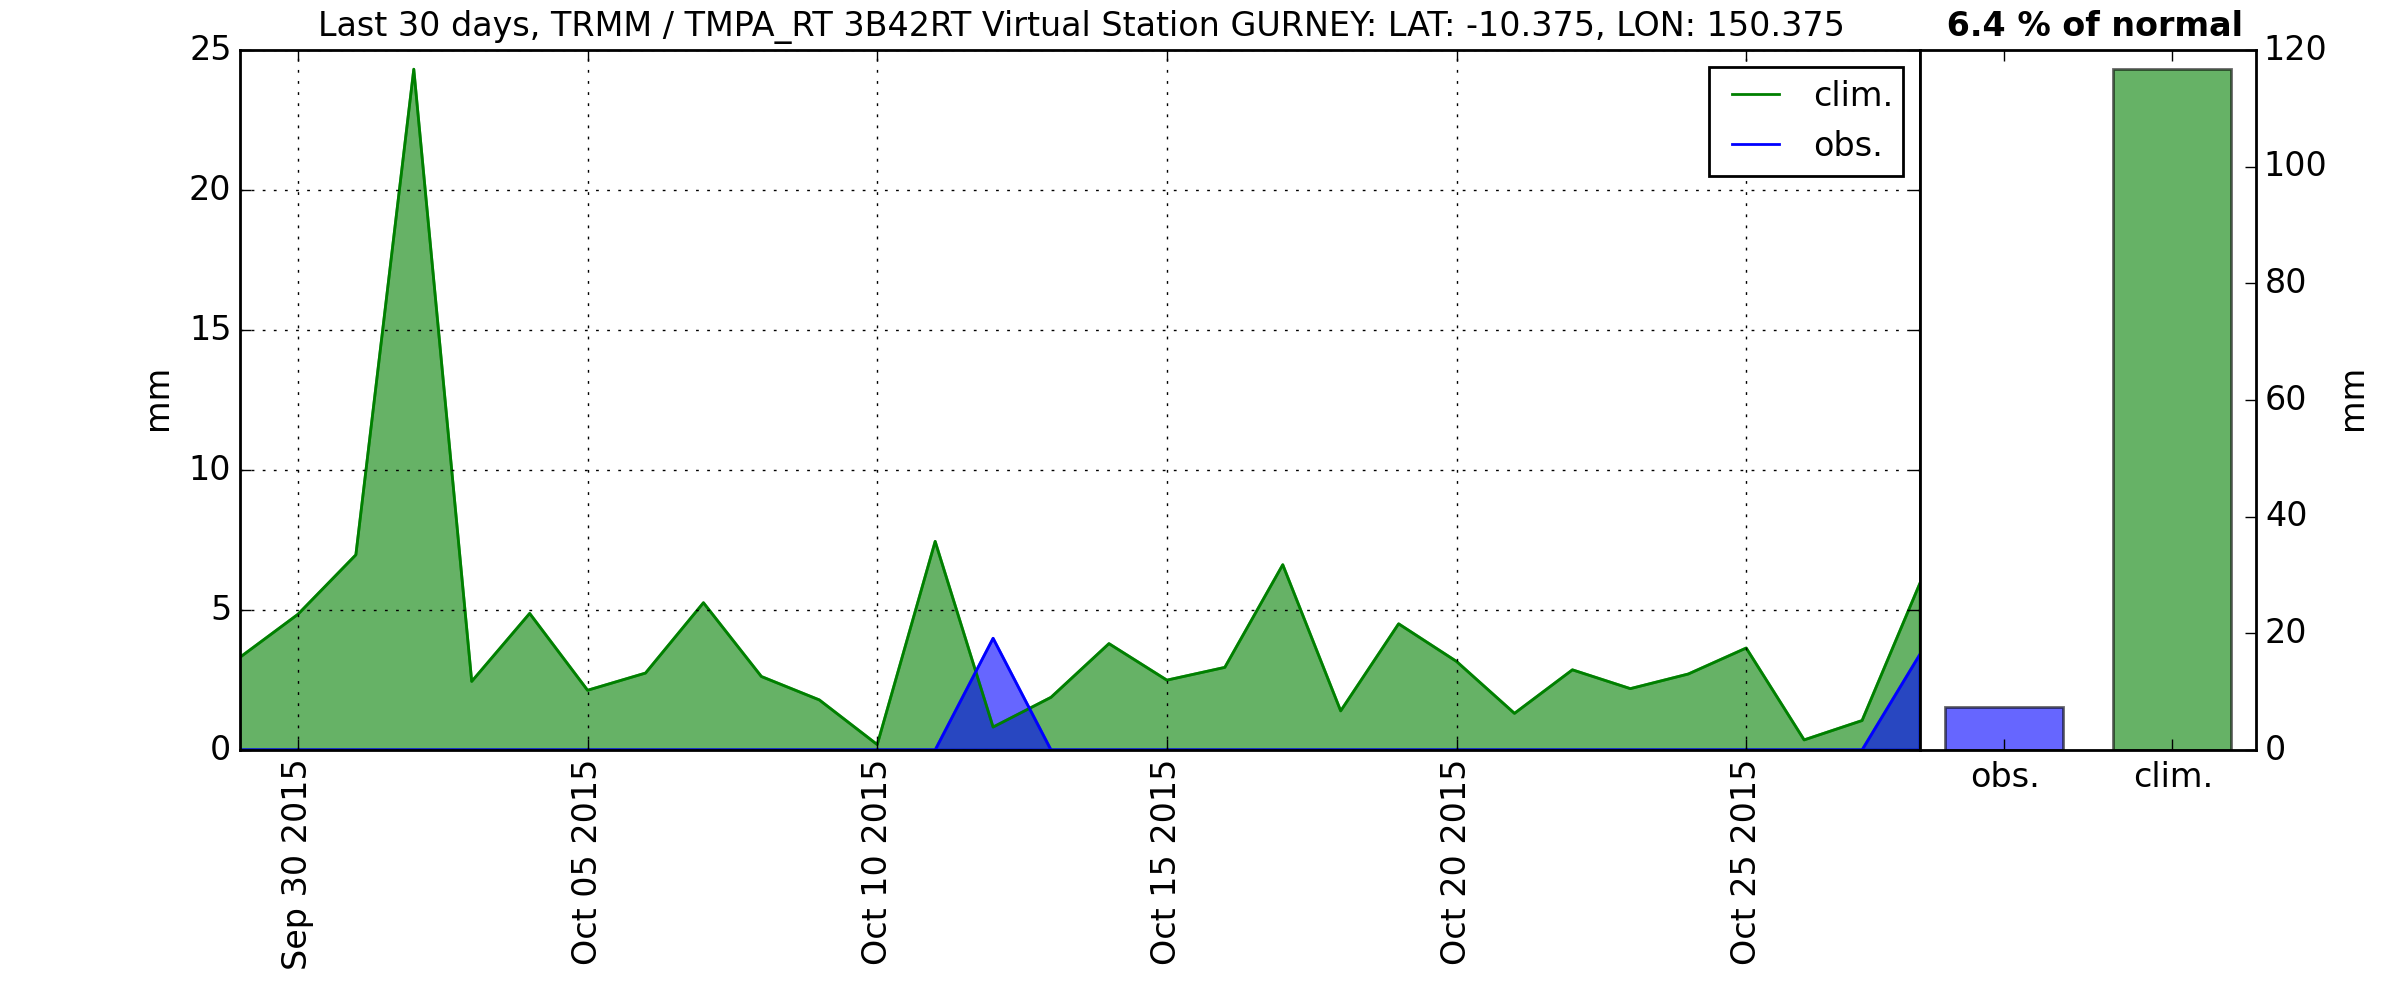 Last 30 days, TRMM / TMPA_RT 3B42RT Virtual Station GURNEY: LAT: -10.375, LON: 150.375
6.4 % of normal
25
20
15
10
5
0
mm
clim.
obs.
Sep 30 2015
Oct 05 2015
Oct 10 2015
Oct 15 2015
Oct 20 2015
Oct 25 2015
obs.
clim.
120
100
80
60
40
20
0
mm